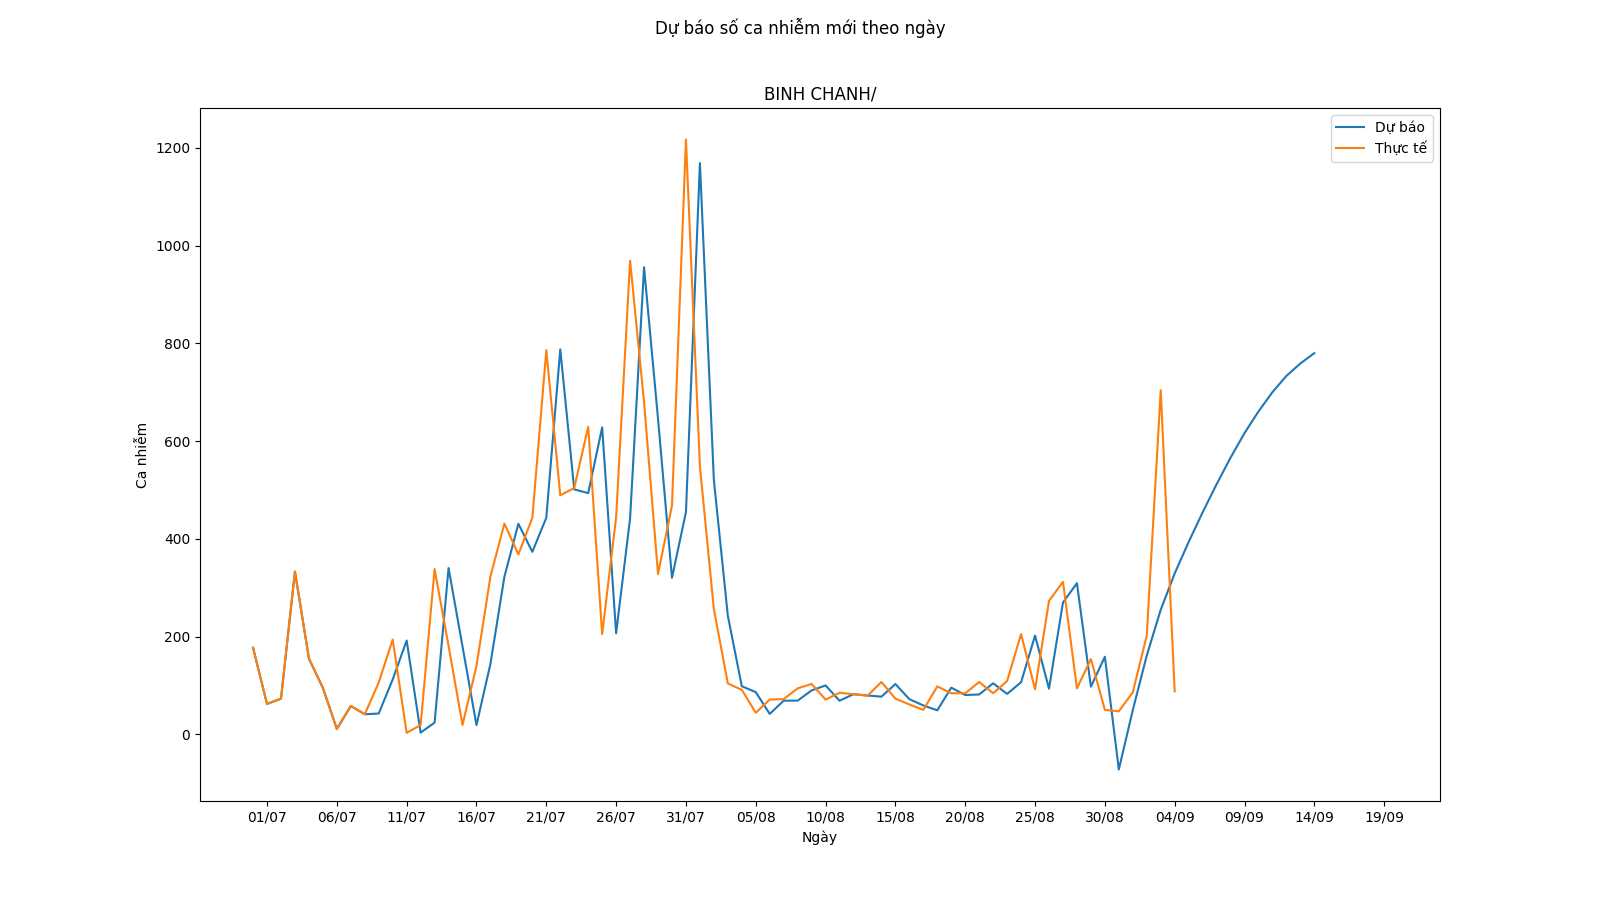 Dự báo số ca nhiễm mới theo ngày
BINH CHANH/
Dự báo
Thực tế
1200
1000
800
600
400
200
0
Ca nhiễm
01/07 06/07 11/07 16/07 21/07 26/07 31/07 05/08 10/08 15/08 20/08 25/08 30/08 04/09 09/09 14/09 19/09
Ngày